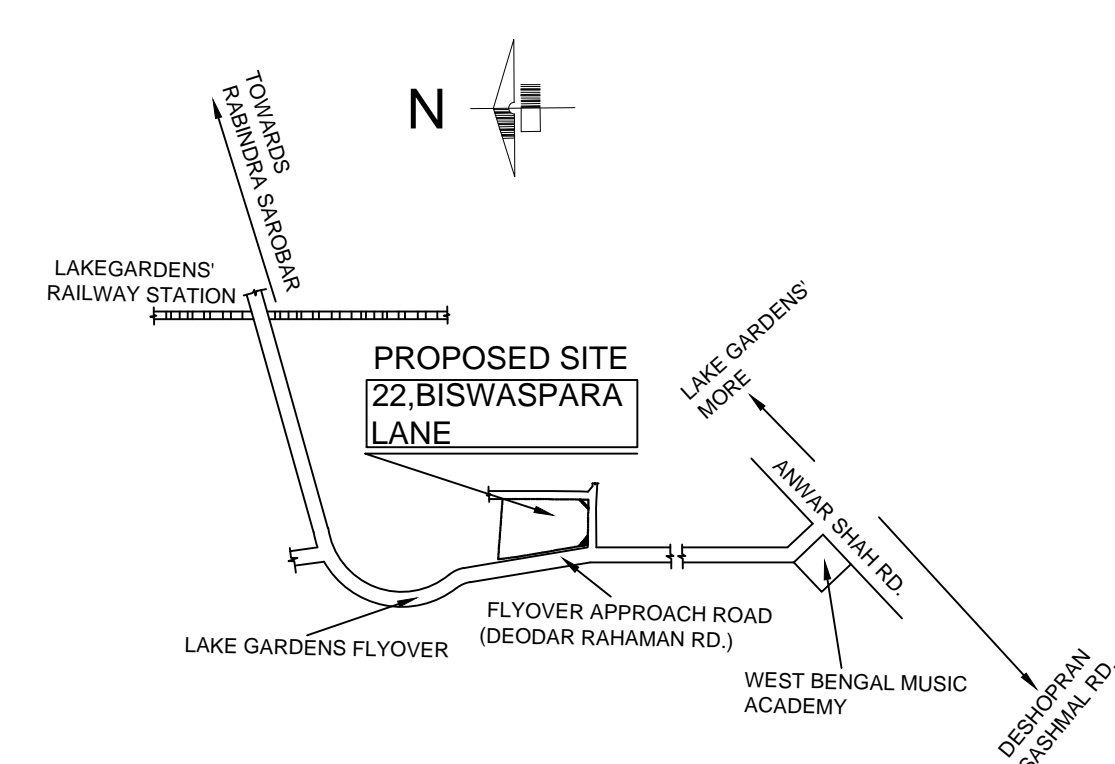 N
TOWARDS
RABINDRA SAROBAR
LAKEGARDENS'
RAILWAY STATION
PROPOSED SITE
22,BISWASPARA
LANE
LAKE GARDENS'
MORE
ANWAR SHAH RD.
FLYOVER APPROACH ROAD
(DEODAR RAHAMAN RD.)
LAKE GARDENS FLYOVER
WEST BENGAL MUSIC
ACADEMY
DESHOPRAN
SASHMAL RD.